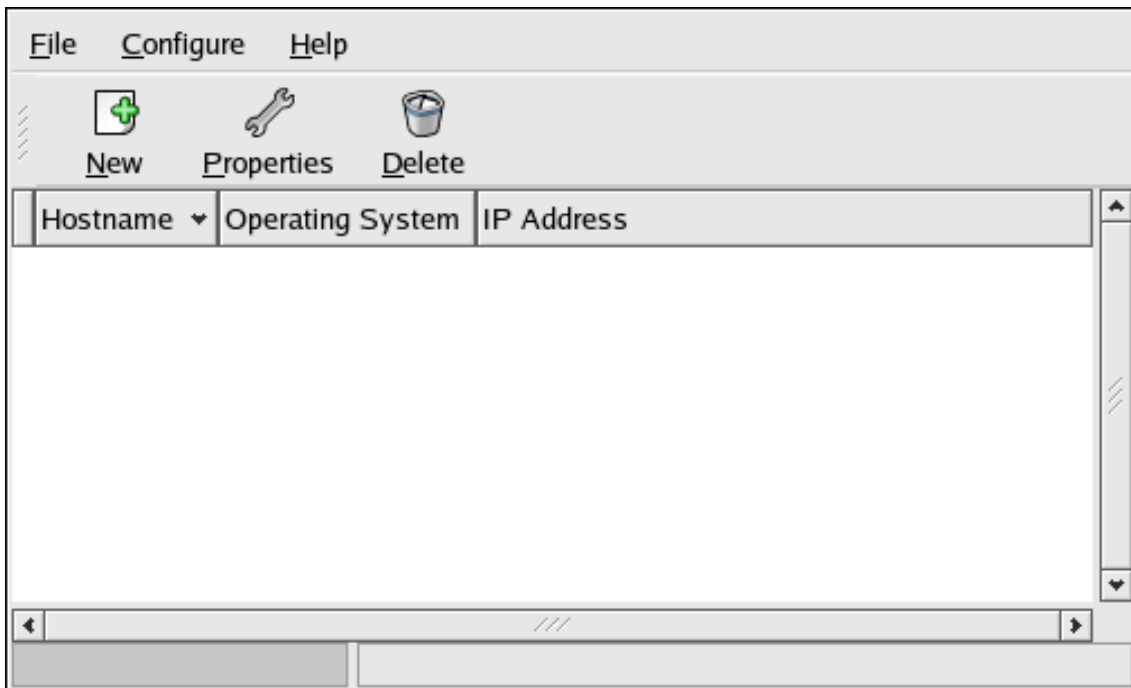 File Configure Help
New Properties Delete
Hostname Operating System IP Address